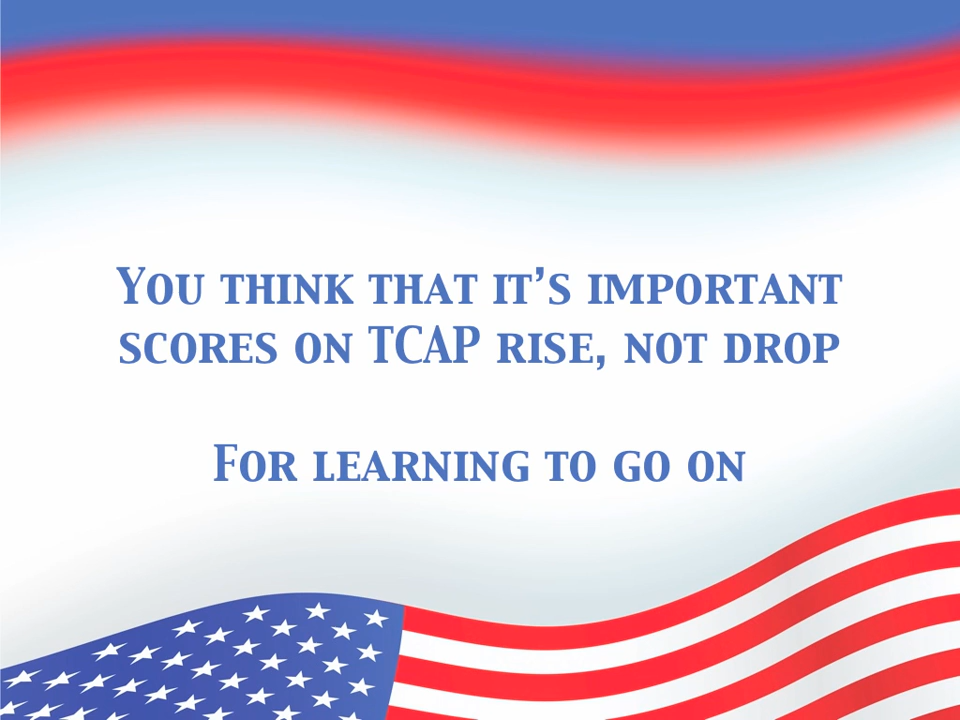 You think that it’s important
scores on TCAP rise, not drop
For learning to go on